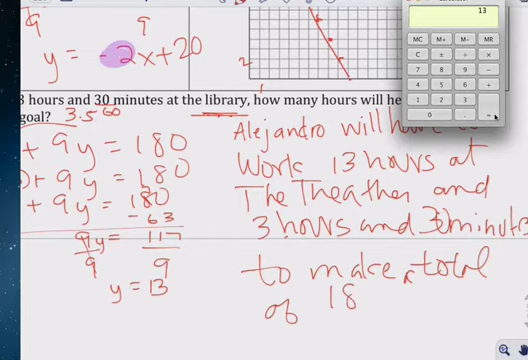 9 9
y = -2x+20
2
1
3 hours and 30 minutes at the library, how many hours will he
goal? 3.5 60
+ 9y = 180
+ 9y = 180
+ 9y = 180
-63
9y = 117
9 9
y = 13
Alejandro will have to
Work 13 hours at
The Theather and
3 hours and 30 minut
to make a total
of 18
13
MC M+ M- MR
C ± ÷ ×
7 8 9 −
4 5 6 +
1 2 3 =
0 .